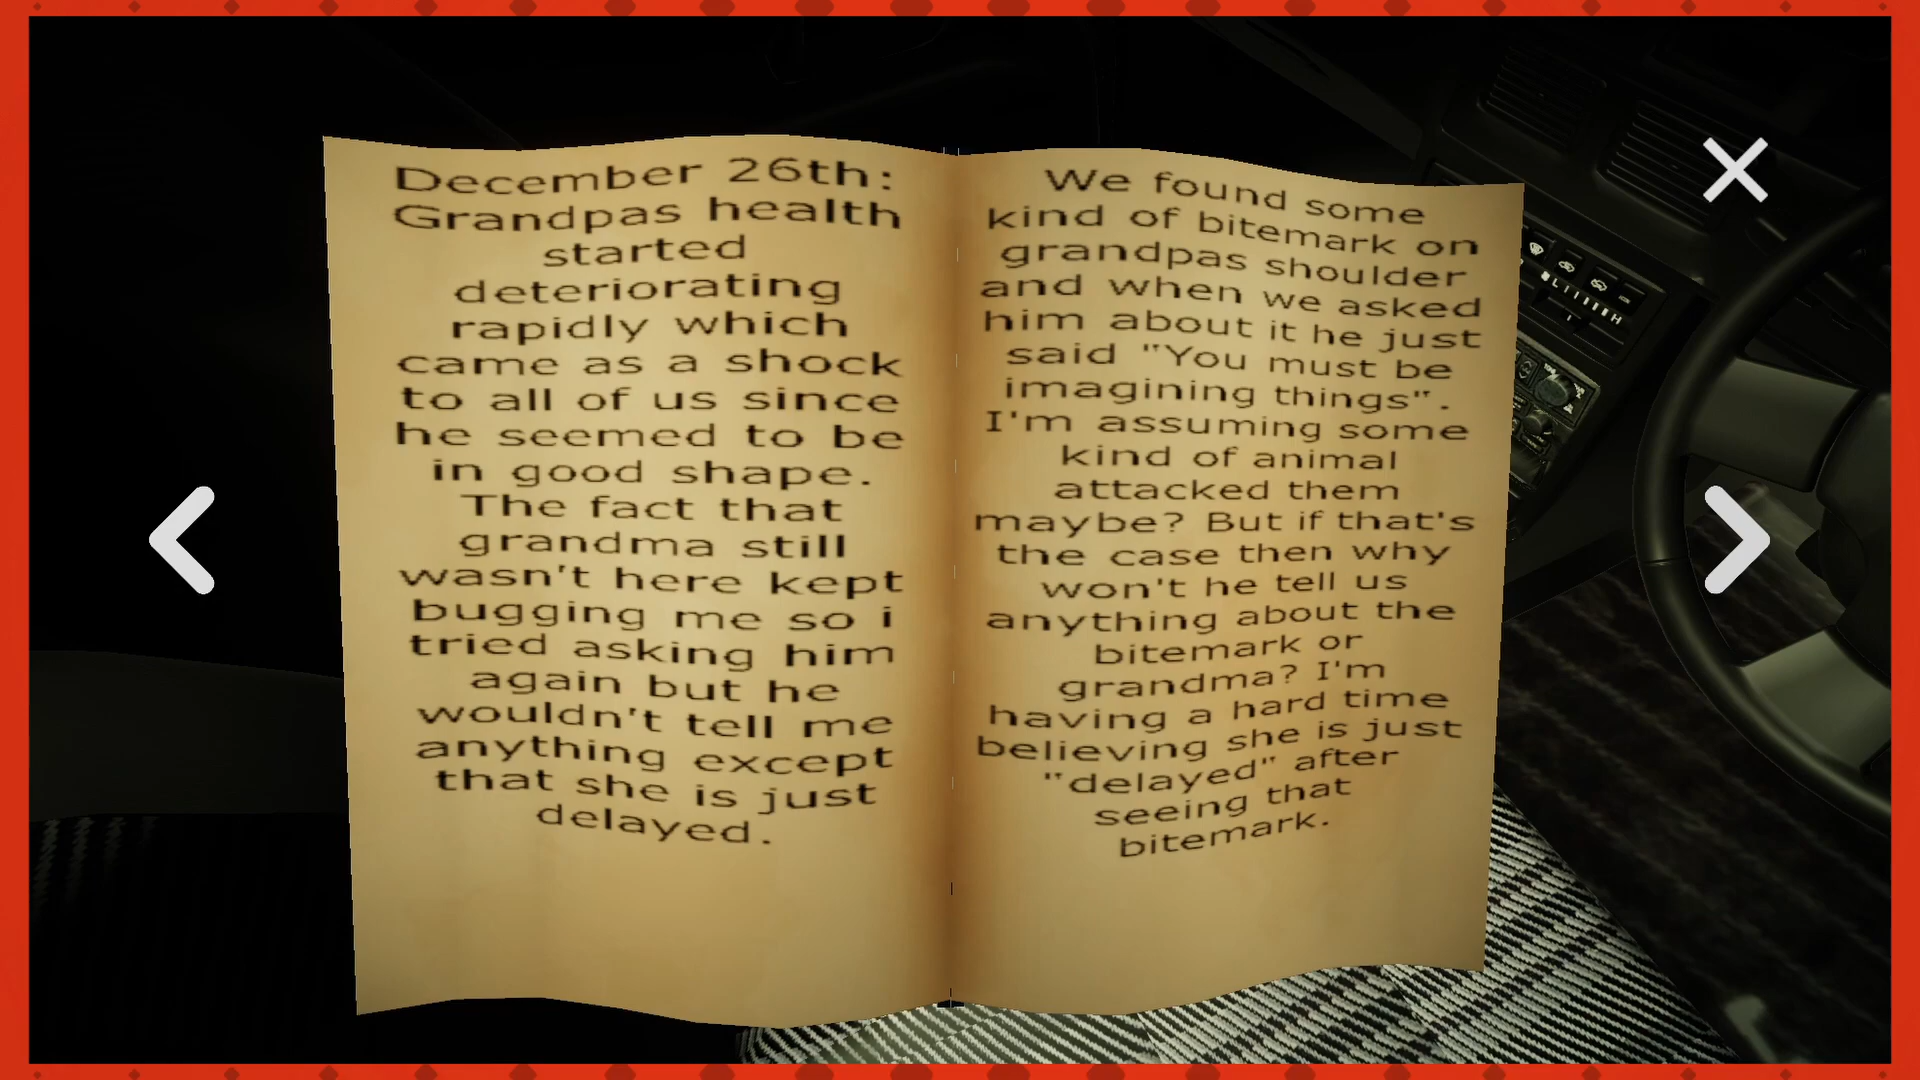 December 26th:
Grandpas health
started
deteriorating
rapidly which
came as a shock
to all of us since
he seemed to be
in good shape.
The fact that
grandma still
wasn't here kept
bugging me so i
tried asking him
again but he
wouldn't tell me
anything except
that she is just
delayed.
We found some
kind of bitemark on
grandpas shoulder
and when we asked
him about it he just
said "You must be
imagining things".
I'm assuming some
kind of animal
attacked them
maybe? But if that's
the case then why
won't he tell us
anything about the
bitemark or
grandma? I'm
having a hard time
believing she is just
"delayed" after
seeing that
bitemark.